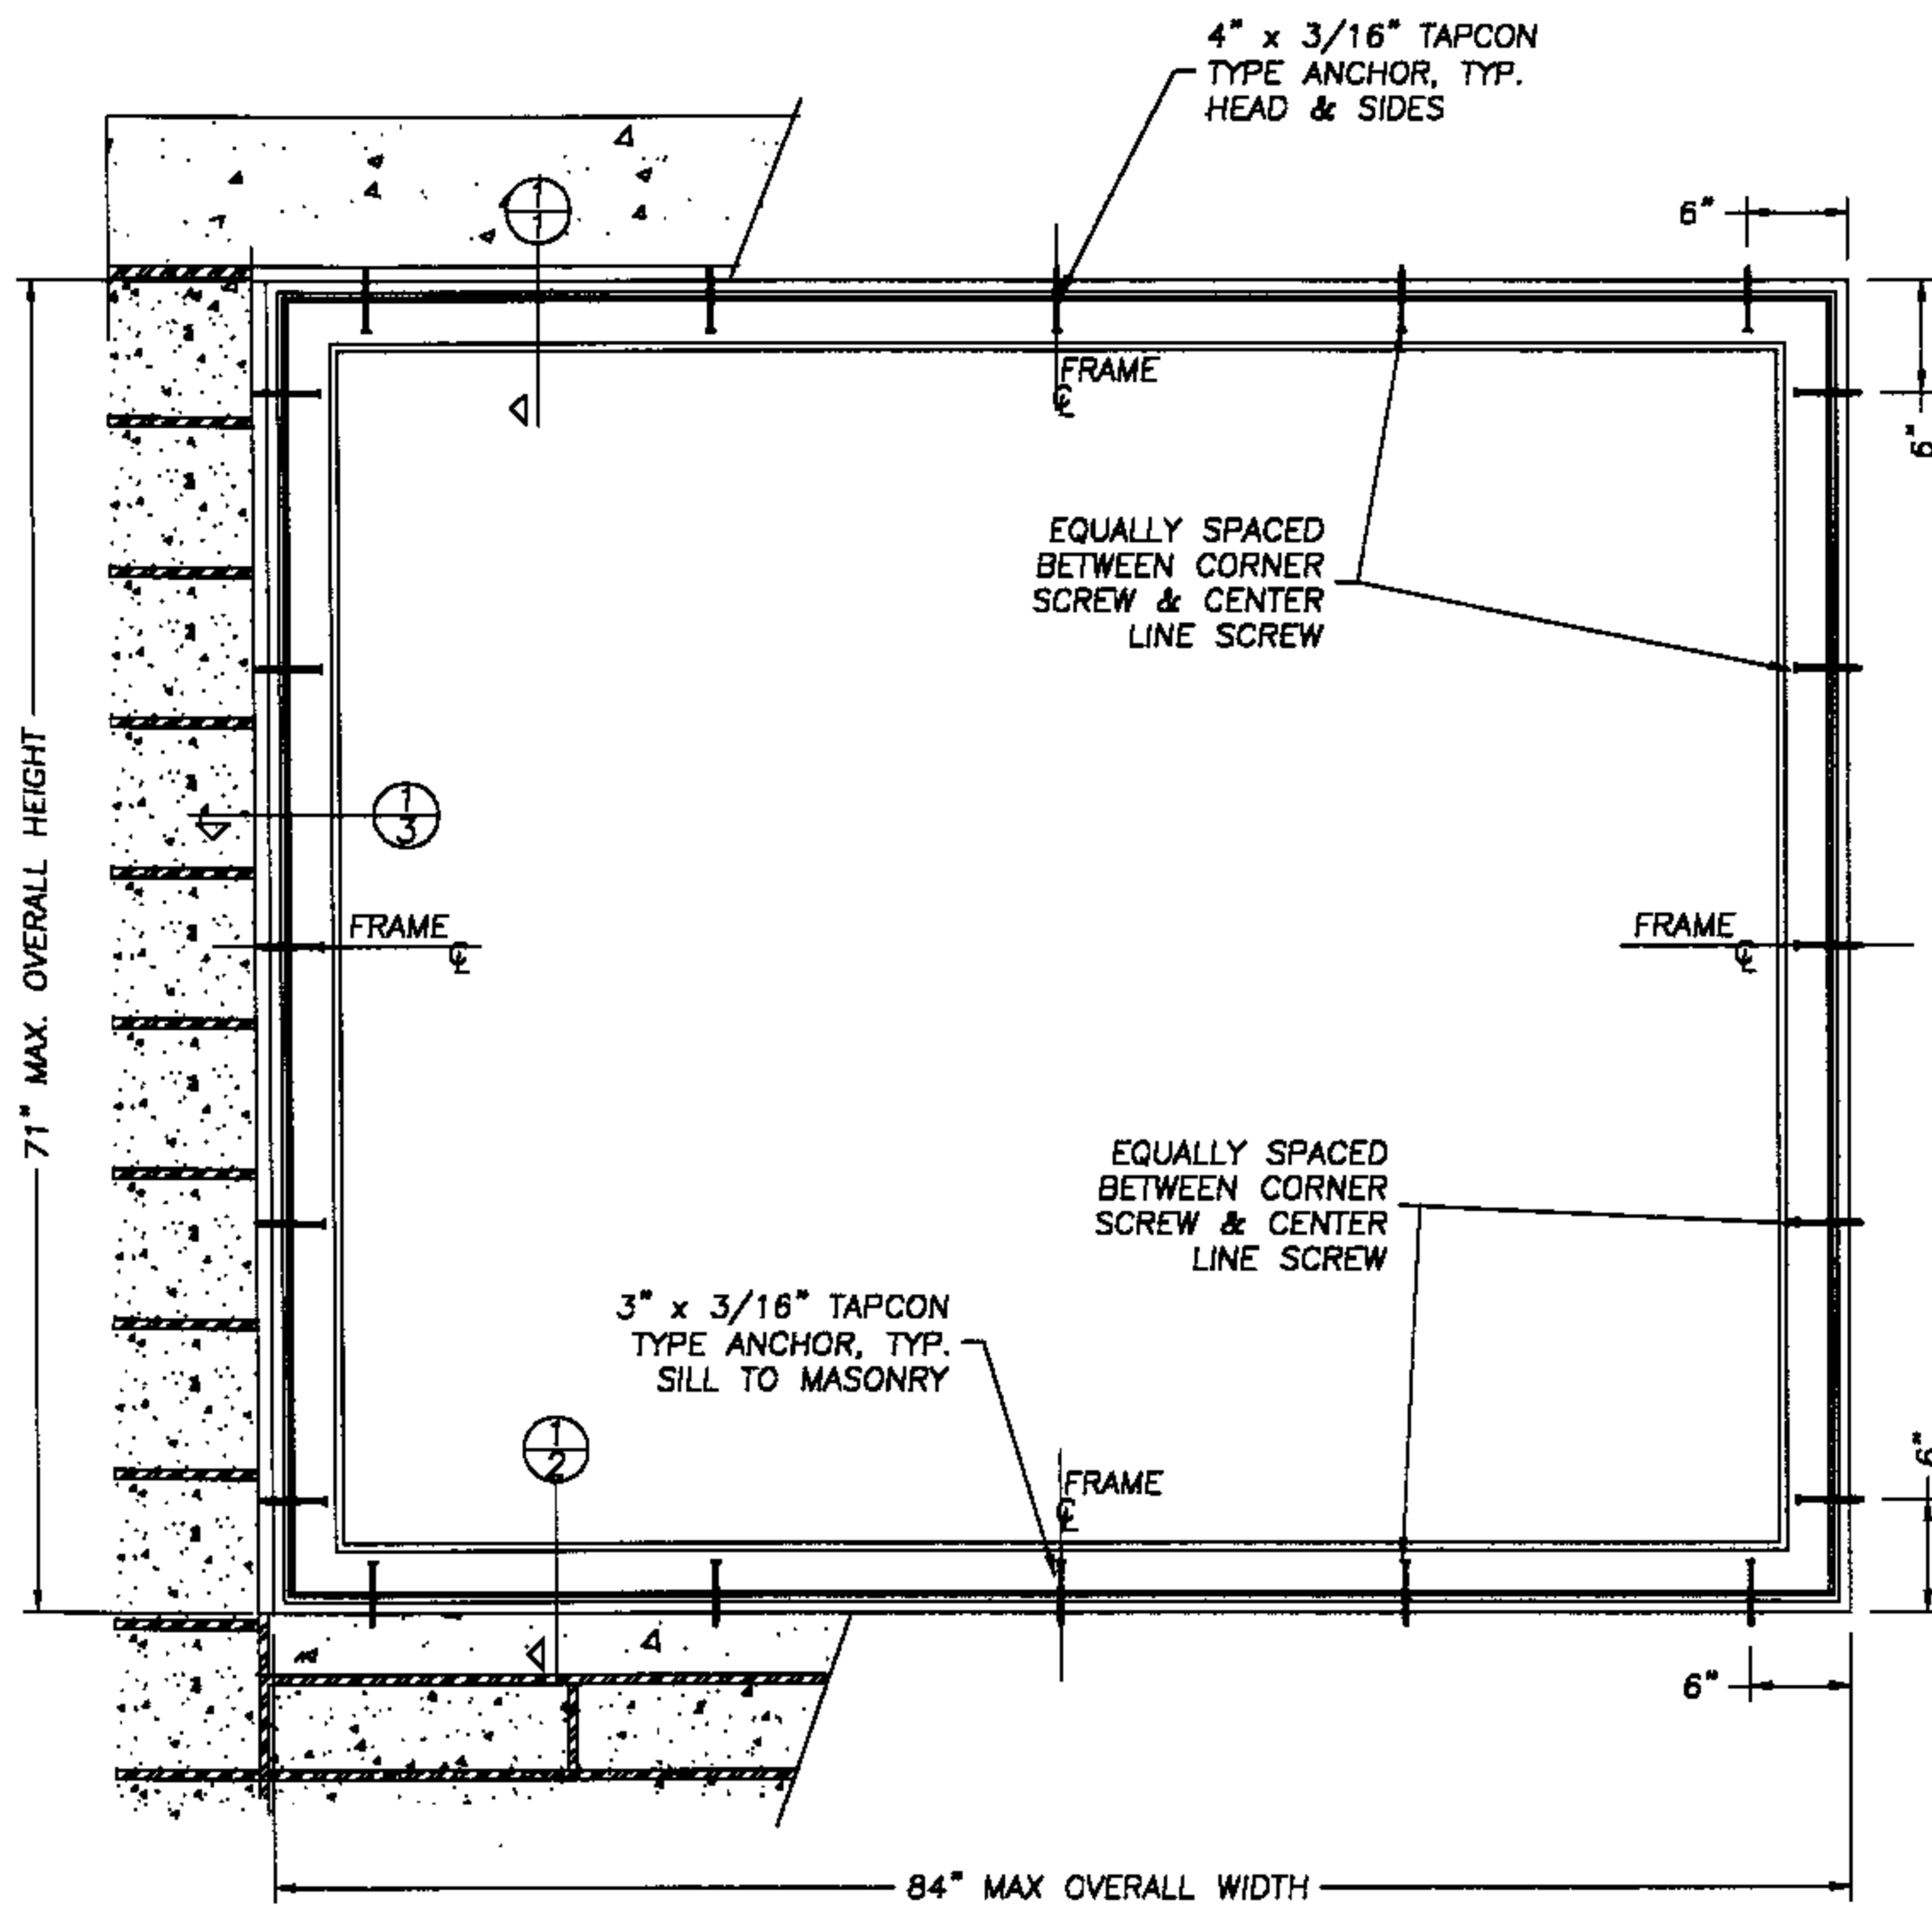 4" x 3/16" TAPCON
TYPE ANCHOR, TYP.
HEAD & SIDES
1
1
6"
6"
FRAME
℄
EQUALLY SPACED
BETWEEN CORNER
SCREW & CENTER
LINE SCREW
71" MAX. OVERALL HEIGHT
1
3
FRAME
℄
FRAME
℄
EQUALLY SPACED
BETWEEN CORNER
SCREW & CENTER
LINE SCREW
3" x 3/16" TAPCON
TYPE ANCHOR, TYP.
SILL TO MASONRY
1
2
FRAME
℄
6"
6"
84" MAX OVERALL WIDTH